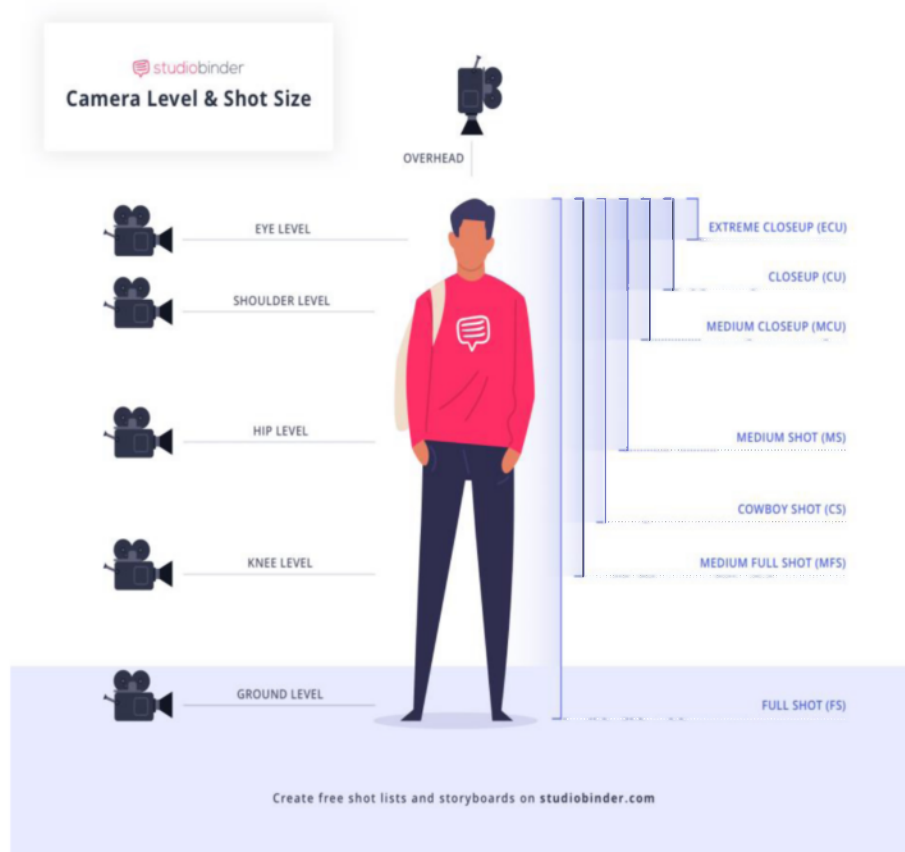 studiobinder
Camera Level & Shot Size
OVERHEAD
EYE LEVEL
SHOULDER LEVEL
HIP LEVEL
KNEE LEVEL
GROUND LEVEL
EXTREME CLOSEUP (ECU)
CLOSEUP (CU)
MEDIUM CLOSEUP (MCU)
MEDIUM SHOT (MS)
COWBOY SHOT (CS)
MEDIUM FULL SHOT (MFS)
FULL SHOT (FS)
Create free shot lists and storyboards on studiobinder.com